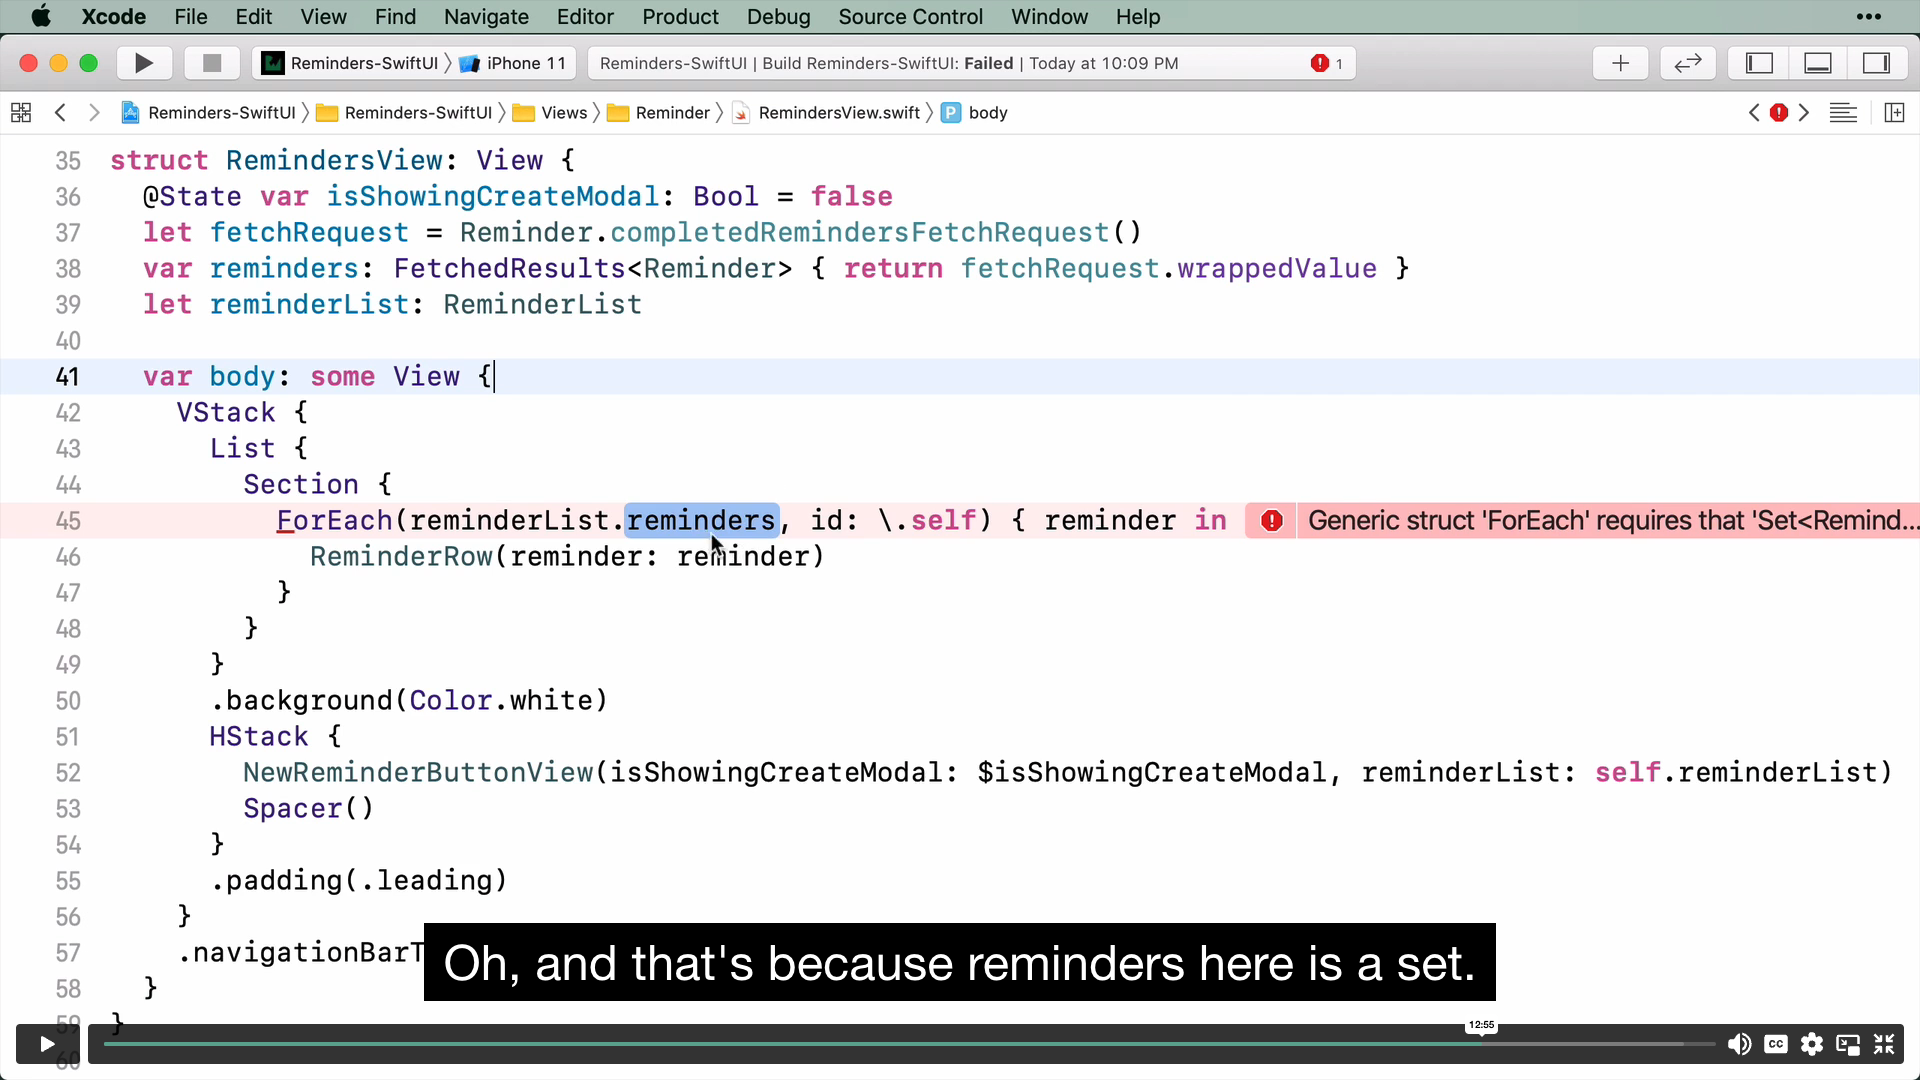 Xcode File Edit View Find Navigate Editor Product Debug Source Control Window Help •••
Reminders-SwiftUI 〉 iPhone 11 Reminders-SwiftUI | Build Reminders-SwiftUI: Failed | Today at 10:09 PM 1
Reminders-SwiftUI 〉 Reminders-SwiftUI 〉 Views 〉 Reminder 〉 RemindersView.swift 〉 P body
35 struct RemindersView: View {
36 @State var isShowingCreateModal: Bool = false
37 let fetchRequest = Reminder.completedRemindersFetchRequest()
38 var reminders: FetchedResults<Reminder> { return fetchRequest.wrappedValue }
39 let reminderList: ReminderList
40
41 var body: some View {
42 VStack {
43 List {
44 Section {
45 ForEach(reminderList.reminders, id: \.self) { reminder in Generic struct 'ForEach' requires that 'Set<Remind...
46 ReminderRow(reminder: reminder)
47 }
48 }
49 }
50 .background(Color.white)
51 HStack {
52 NewReminderButtonView(isShowingCreateModal: $isShowingCreateModal, reminderList: self.reminderList)
53 Spacer()
54 }
55 .padding(.leading)
56 }
57 .navigationBarT
Oh, and that's because reminders here is a set.
58 }
59 }
60
12:55
CC